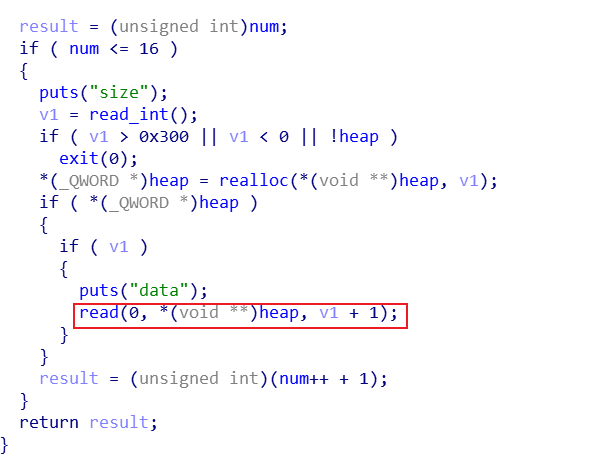 result = (unsigned int)num;
if ( num <= 16 )
{
puts("size");
v1 = read_int();
if ( v1 > 0x300 || v1 < 0 || !heap )
exit(0);
*(_QWORD *)heap = realloc(*(void **)heap, v1);
if ( *(_QWORD *)heap )
{
if ( v1 )
{
puts("data");
read(0, *(void **)heap, v1 + 1);
}
}
result = (unsigned int)(num++ + 1);
}
return result;
}